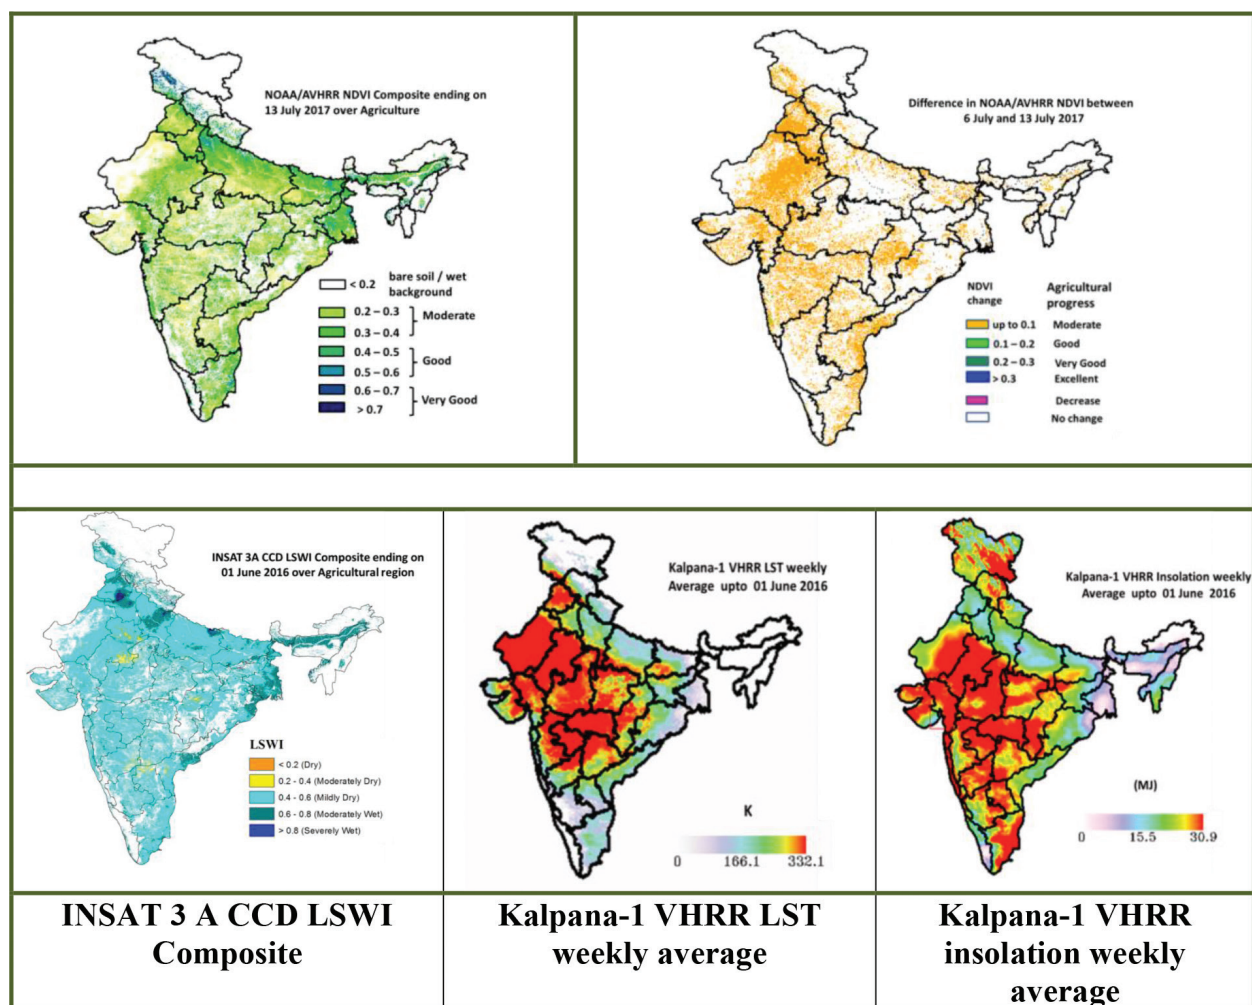 NOAA/AVHRR NDVI Composite ending on
13 July 2017 over Agriculture
< 0.2 bare soil / wet
background
0.2 – 0.3
Moderate
0.3 – 0.4
0.4 – 0.5
Good
0.5 – 0.6
0.6 – 0.7
Very Good
> 0.7
Difference in NOAA/AVHRR NDVI between
6 July and 13 July 2017
NDVI Agricultural
change progress
up to 0.1 Moderate
0.1 – 0.2 Good
0.2 – 0.3 Very Good
> 0.3 Excellent
Decrease
No change
INSAT 3A CCD LSWI Composite ending on
01 June 2016 over Agricultural region
LSWI
< 0.2 (Dry)
0.2 - 0.4 (Moderately Dry)
0.4 - 0.6 (Mildly Dry)
0.6 - 0.8 (Moderately Wet)
> 0.8 (Severely Wet)
Kalpana-1 VHRR LST weekly
Average upto 01 June 2016
K
0 166.1 332.1
Kalpana-1 VHRR Insolation weekly
Average upto 01 June 2016
(MJ)
0 15.5 30.9
INSAT 3 A CCD LSWI
Composite
Kalpana-1 VHRR LST
weekly average
Kalpana-1 VHRR
insolation weekly
average